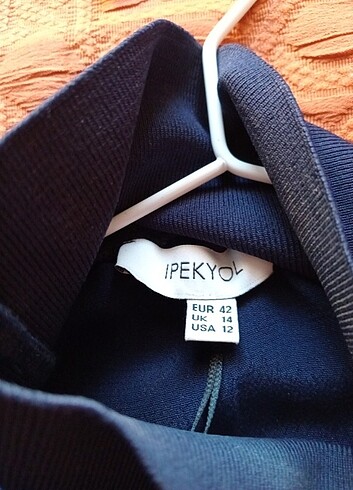 IPEKYOL
EUR 42
UK 14
USA 12